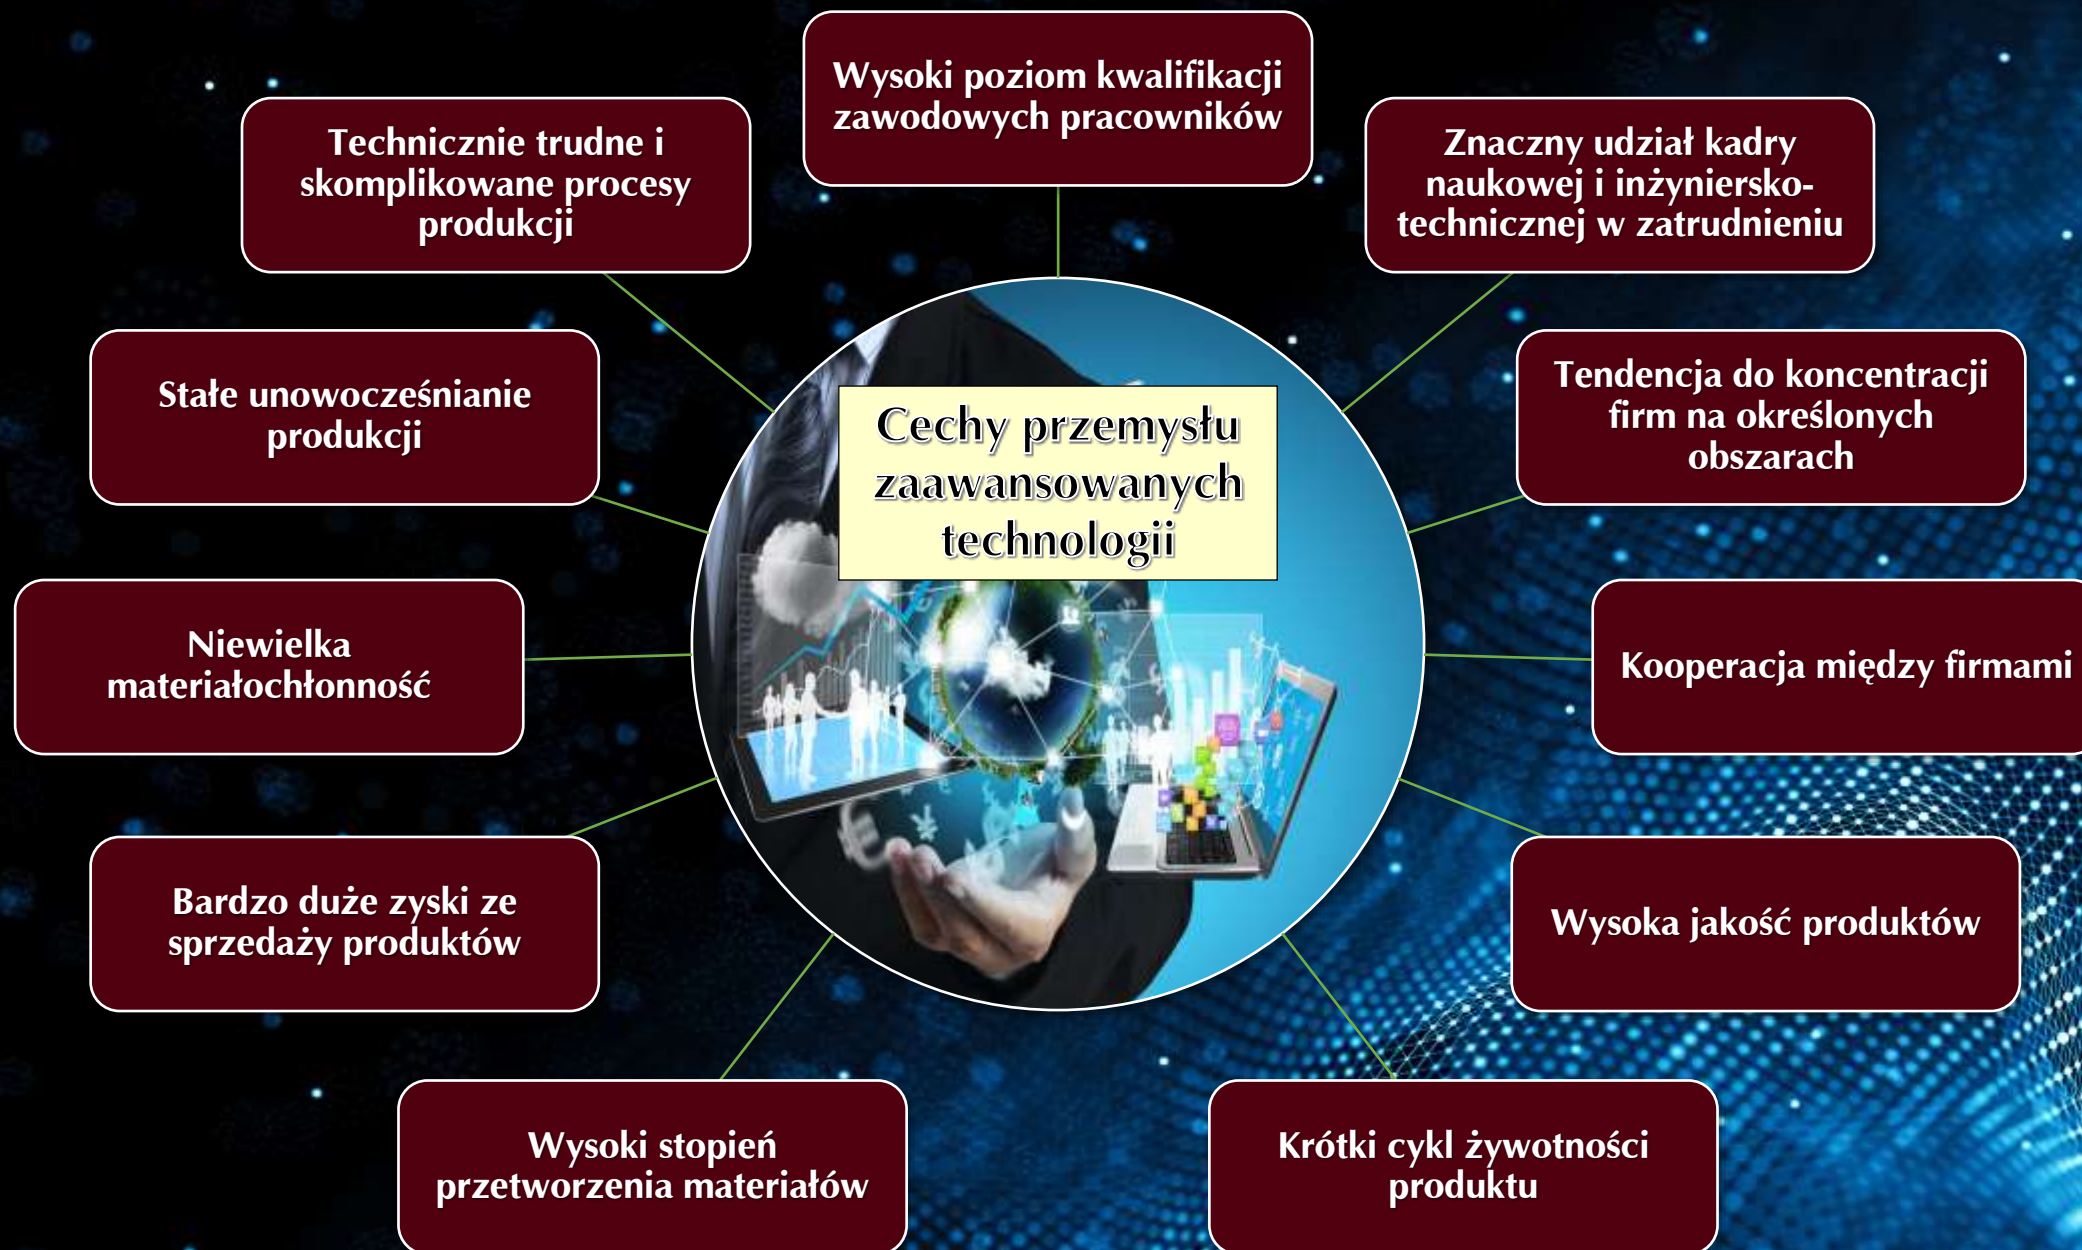 Wysoki poziom kwalifikacji
zawodowych pracowników
Technicznie trudne i
skomplikowane procesy
produkcji
Znaczny udział kadry
naukowej i inżyniersko-
technicznej w zatrudnieniu
Stałe unowocześnianie
produkcji
Tendencja do koncentracji
firm na określonych
obszarach
Cechy przemysłu
zaawansowanych
technologii
Niewielka
materiałochłonność
Kooperacja między firmami
Bardzo duże zyski ze
sprzedaży produktów
Wysoka jakość produktów
Wysoki stopień
przetworzenia materiałów
Krótki cykl żywotności
produktu